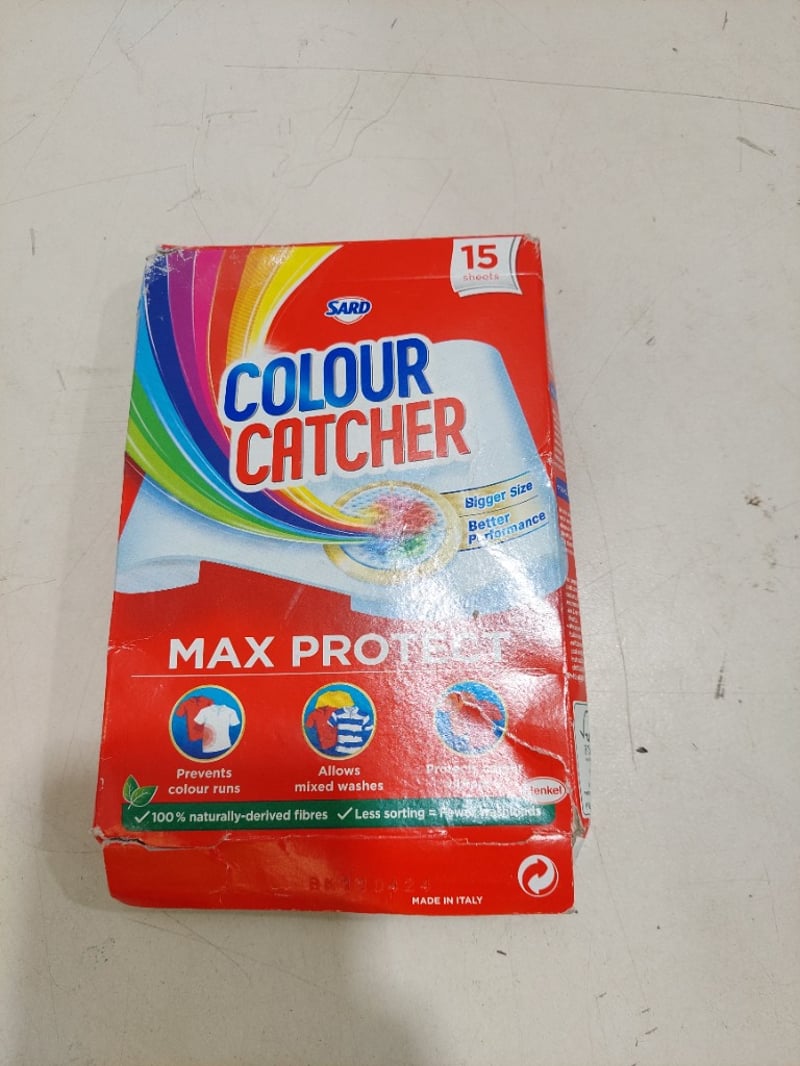 15
sheets
SARD
COLOUR
CATCHER
Bigger Size
Better
Performance
MAX PROTECT
Prevents
colour runs
Allows
mixed washes
Henkel
100% naturally-derived fibres Less sorting =
MADE IN ITALY